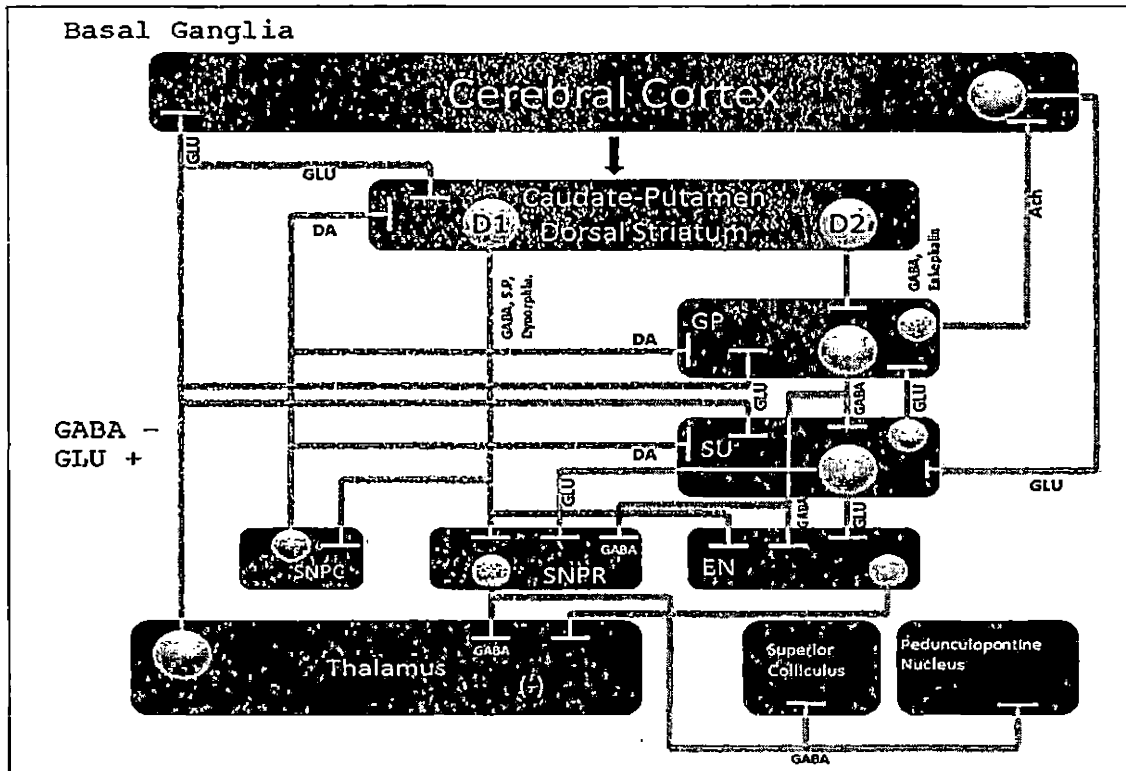 Basal Ganglia
Cerebral Cortex
GLU
GLU
Caudate-Putamen
D1
Dorsal Striatum
D2
DA
Ach
GABA, S.P,
GABA,
Enkephalin
GP
DA
GLU
GABA
GLU
GABA -
GLU +
SU
DA
GLU
GLU
GABA
GLU
SNPC
SNPR
GABA
EN
Thalamus
GABA
(-)
Superior
Colliculus
Pedunculopontine
Nucleus
GABA